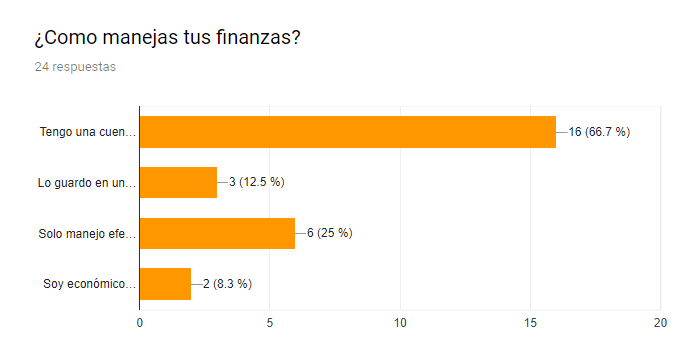 ¿Como manejas tus finanzas?
24 respuestas
Tengo una cuen...
16 (66.7 %)
Lo guardo en un...
3 (12.5 %)
Solo manejo efe...
6 (25 %)
Soy económico...
2 (8.3 %)
0 5 10 15 20